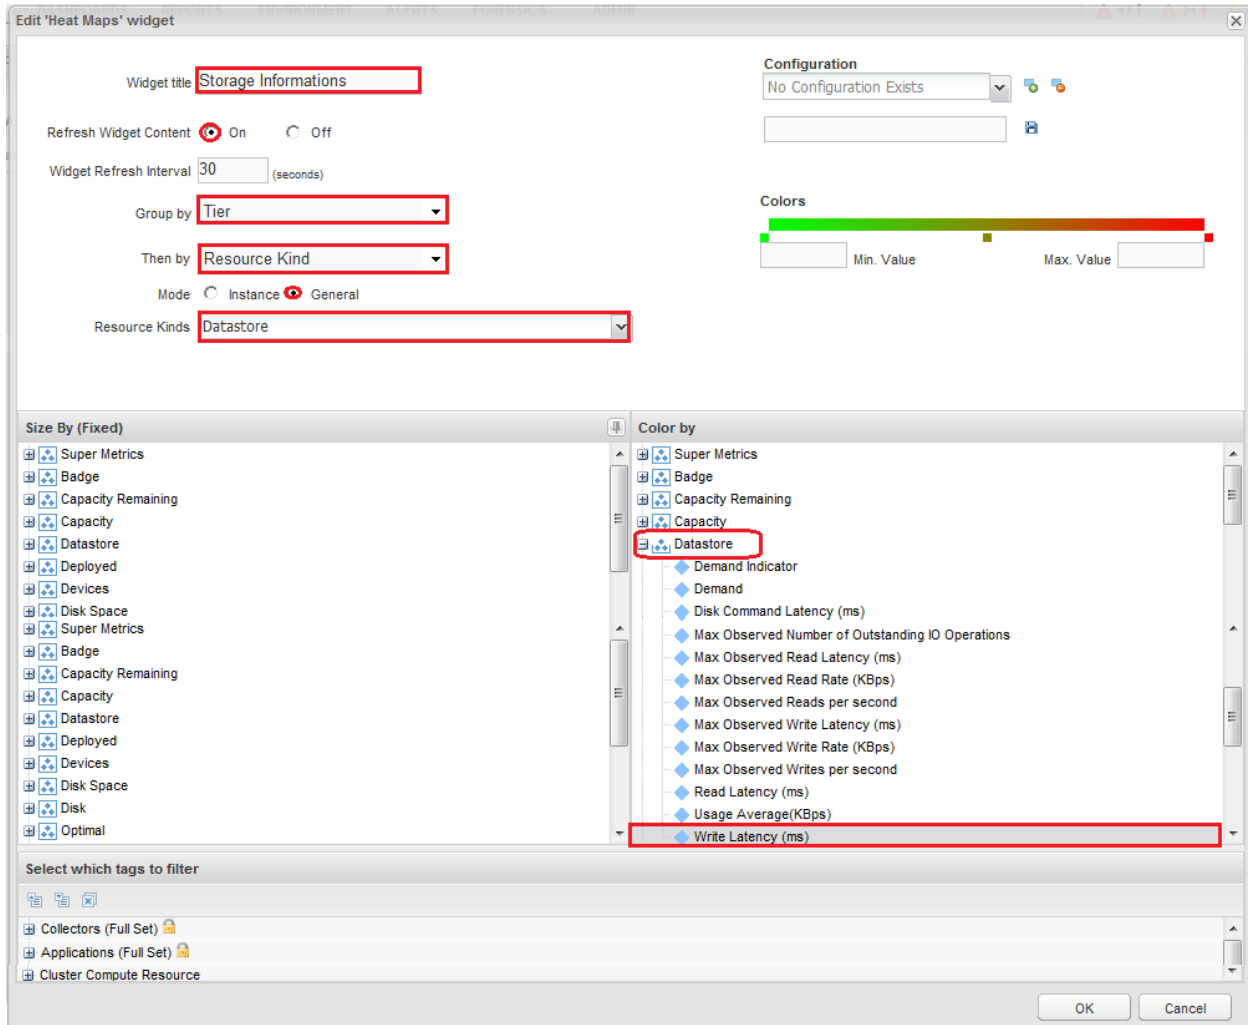 DASHBOARDS REPORTS ENVIRONMENT ALERTS FORENSICS ADMIN
Edit 'Heat Maps' widget
Widget title Storage Informations
Configuration
No Configuration Exists
Refresh Widget Content On Off
Widget Refresh Interval 30 (seconds)
Group by Tier
Colors
Then by Resource Kind
Min. Value Max. Value
Mode Instance General
Resource Kinds Datastore
Size By (Fixed)
Super Metrics
Badge
Capacity Remaining
Capacity
Datastore
Deployed
Devices
Disk Space
Super Metrics
Badge
Capacity Remaining
Capacity
Datastore
Deployed
Devices
Disk Space
Disk
Optimal
Color by
Super Metrics
Badge
Capacity Remaining
Capacity
Datastore
Demand Indicator
Demand
Disk Command Latency (ms)
Max Observed Number of Outstanding IO Operations
Max Observed Read Latency (ms)
Max Observed Read Rate (KBps)
Max Observed Reads per second
Max Observed Write Latency (ms)
Max Observed Write Rate (KBps)
Max Observed Writes per second
Read Latency (ms)
Usage Average(KBps)
Write Latency (ms)
Select which tags to filter
Collectors (Full Set)
Applications (Full Set)
Cluster Compute Resource
OK Cancel